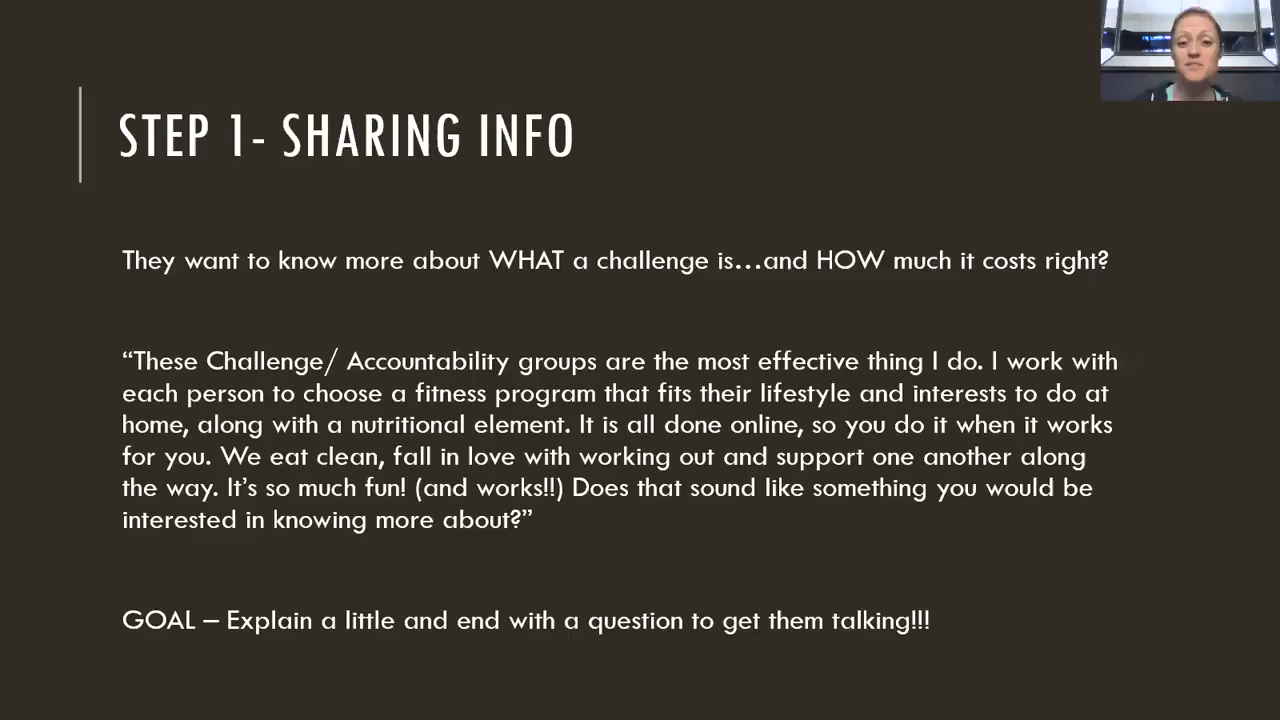 STEP 1- SHARING INFO
They want to know more about WHAT a challenge is...and HOW much it costs right?
“These Challenge/ Accountability groups are the most effective thing I do. I work with
each person to choose a fitness program that fits their lifestyle and interests to do at
home, along with a nutritional element. It is all done online, so you do it when it works
for you. We eat clean, fall in love with working out and support one another along
the way. It’s so much fun! (and works!!) Does that sound like something you would be
interested in knowing more about?”
GOAL – Explain a little and end with a question to get them talking!!!